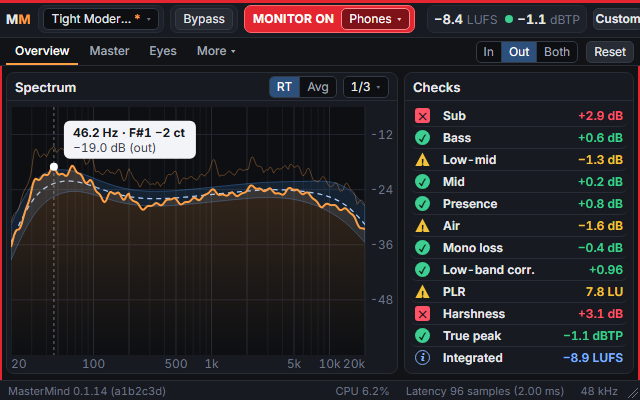 MM Tight Moder... * Bypass MONITOR ON Phones −8.4 LUFS −1.1 dBTP Custom
Overview Master Eyes More In Out Both Reset
Spectrum RT Avg 1/3
46.2 Hz · F#1 −2 ct
−19.0 dB (out)
-12
-24
-36
-48
20 100 500 1k 5k 10k 20k
Checks
Sub +2.9 dB
Bass +0.6 dB
Low-mid −1.3 dB
Mid +0.2 dB
Presence +0.8 dB
Air −1.6 dB
Mono loss −0.4 dB
Low-band corr. +0.96
PLR 7.8 LU
Harshness +3.1 dB
True peak −1.1 dBTP
Integrated −8.9 LUFS
MasterMind 0.1.14 (a1b2c3d) CPU 6.2% Latency 96 samples (2.00 ms) 48 kHz